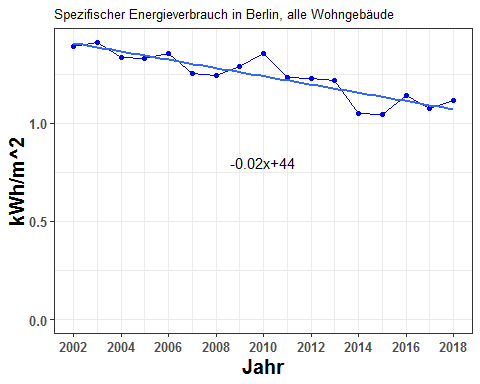 Spezifischer Energieverbrauch in Berlin, alle Wohngebäude
kWh/m^2
1.0
0.5
0.0
-0.02x+44
2002 2004 2006 2008 2010 2012 2014 2016 2018
Jahr